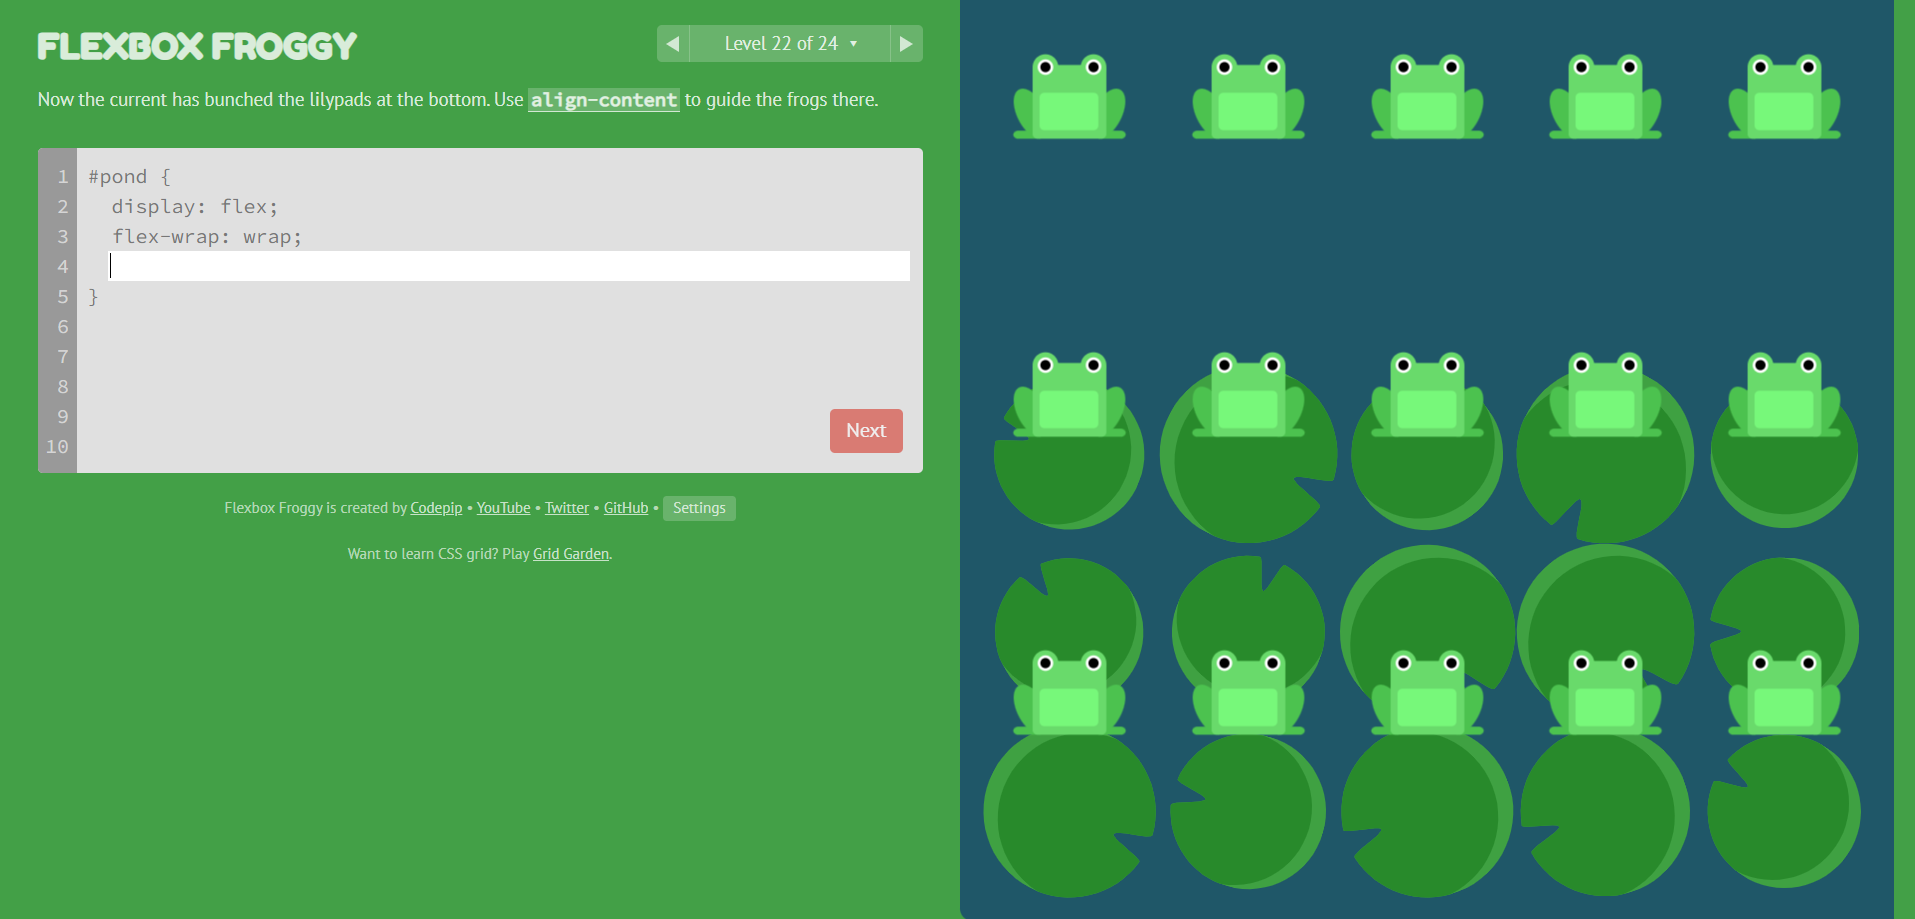 FLEXBOX FROGGY
◀ Level 22 of 24 ▾ ▶
Now the current has bunched the lilypads at the bottom. Use align-content to guide the frogs there.
1 #pond {
2 display: flex;
3 flex-wrap: wrap;
4
5 }
6
7
8
9
10
Next
Flexbox Froggy is created by Codepip • YouTube • Twitter • GitHub • Settings
Want to learn CSS grid? Play Grid Garden.